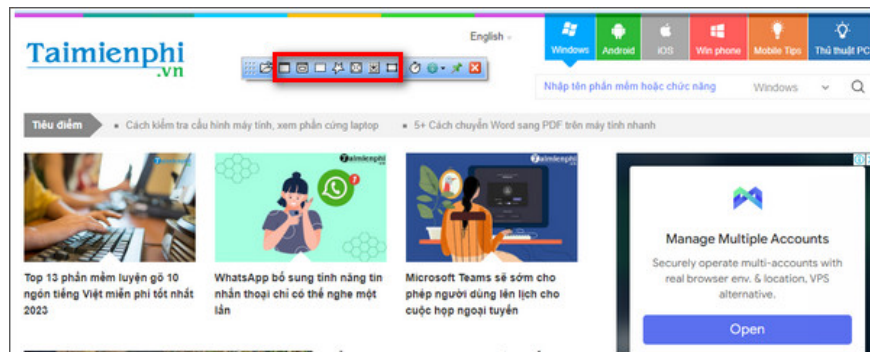 Taimienphi
.vn
English
Windows
Android
iOS
Win phone
Mobile Tips
Thủ thuật PC
Nhập tên phần mềm hoặc chức năng
Windows
Tiêu điểm
Cách kiểm tra cấu hình máy tính, xem phần cứng laptop
5+ Cách chuyển Word sang PDF trên máy tính nhanh
Taimienphi
Taimienphi
Taimienphi
1
Top 13 phần mềm luyện gõ 10
ngón tiếng Việt miễn phí tốt nhất
2023
WhatsApp bổ sung tính năng tin
nhắn thoại chỉ có thể nghe một
lần
Microsoft Teams sẽ sớm cho
phép người dùng lên lịch cho
cuộc họp ngoại tuyến
Manage Multiple Accounts
Securely operate multi-accounts with
real browser env. & location, VPS
alternative.
Open